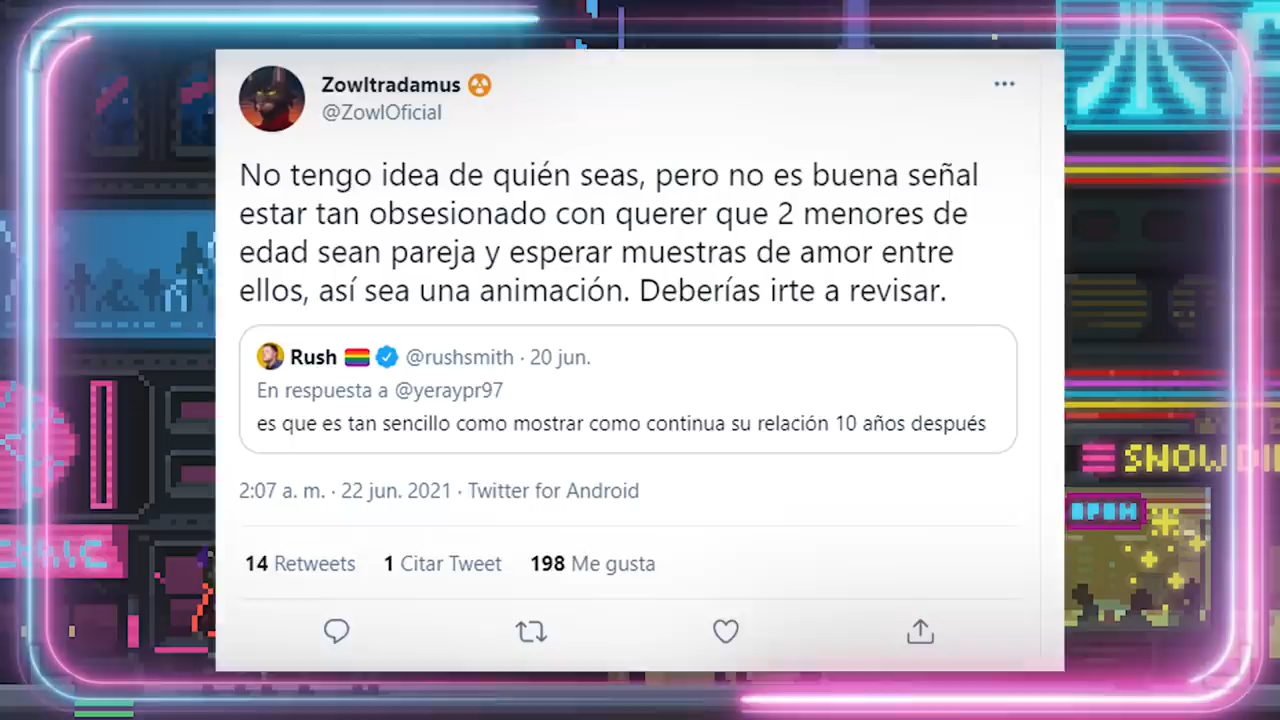 Zowltradamus
@ZowlOficial
No tengo idea de quién seas, pero no es buena señal
estar tan obsesionado con querer que 2 menores de
edad sean pareja y esperar muestras de amor entre
ellos, así sea una animación. Deberías irte a revisar.
Rush 🏳️‍🌈 @rushsmith · 20 jun.
En respuesta a @yeraypr97
es que es tan sencillo como mostrar como continua su relación 10 años después
2:07 a. m. · 22 jun. 2021 · Twitter for Android
14 Retweets 1 Citar Tweet 198 Me gusta